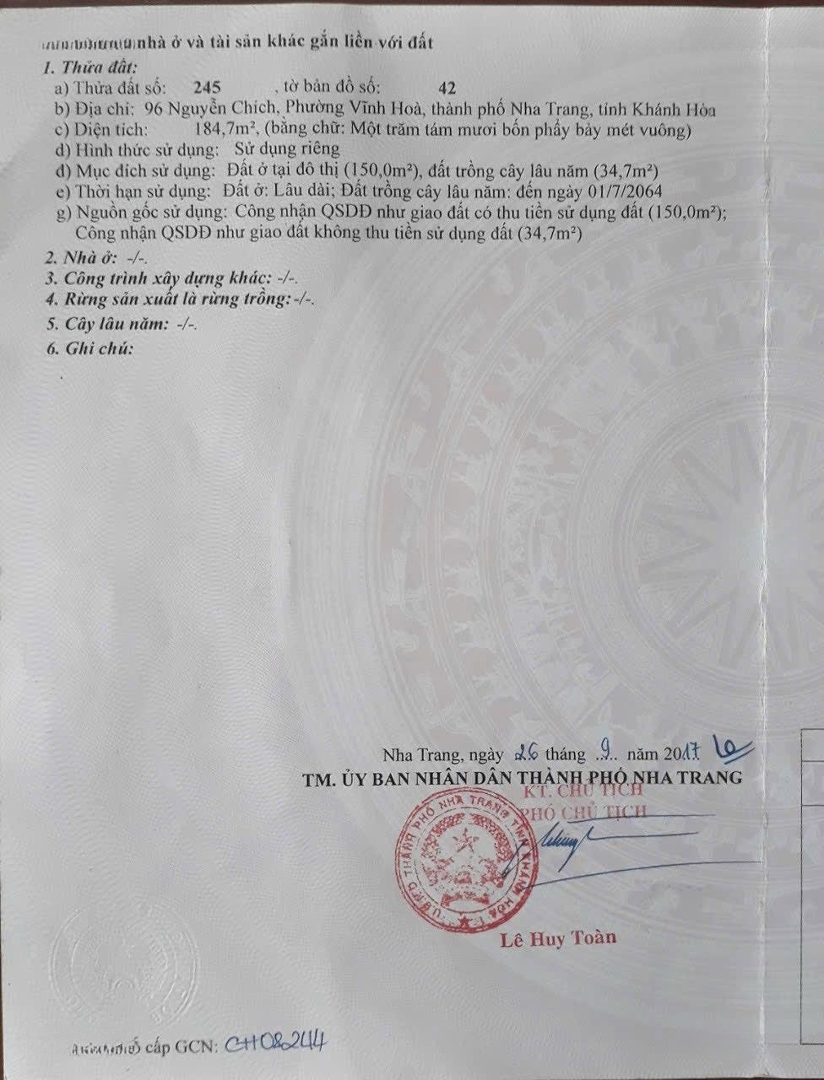 nhà ở và tài sản khác gắn liền với đất
1. Thửa đất:
a) Thửa đất số: 245 , tờ bản đồ số: 42
b) Địa chỉ: 96 Nguyễn Chích, Phường Vĩnh Hoà, thành phố Nha Trang, tỉnh Khánh Hòa
c) Diện tích: 184,7m², (bằng chữ: Một trăm tám mươi bốn phẩy bảy mét vuông)
d) Hình thức sử dụng: Sử dụng riêng
đ) Mục đích sử dụng: Đất ở tại đô thị (150,0m²), đất trồng cây lâu năm (34,7m²)
e) Thời hạn sử dụng: Đất ở: Lâu dài; Đất trồng cây lâu năm: đến ngày 01/7/2064
g) Nguồn gốc sử dụng: Công nhận QSDĐ như giao đất có thu tiền sử dụng đất (150,0m²);
Công nhận QSDĐ như giao đất không thu tiền sử dụng đất (34,7m²)
2. Nhà ở: -/-.
3. Công trình xây dựng khác: -/-.
4. Rừng sản xuất là rừng trồng: -/-.
5. Cây lâu năm: -/-.
6. Ghi chú:
Nha Trang, ngày 26 tháng .9.. năm 2017
TM. ỦY BAN NHÂN DÂN THÀNH PHỐ NHA TRANG
KT. CHỦ TỊCH
PHÓ CHỦ TỊCH
U.B.N.D THÀNH PHỐ NHA TRANG TỈNH KHÁNH HÒA
Lê Huy Toàn
cấp GCN: CH08244